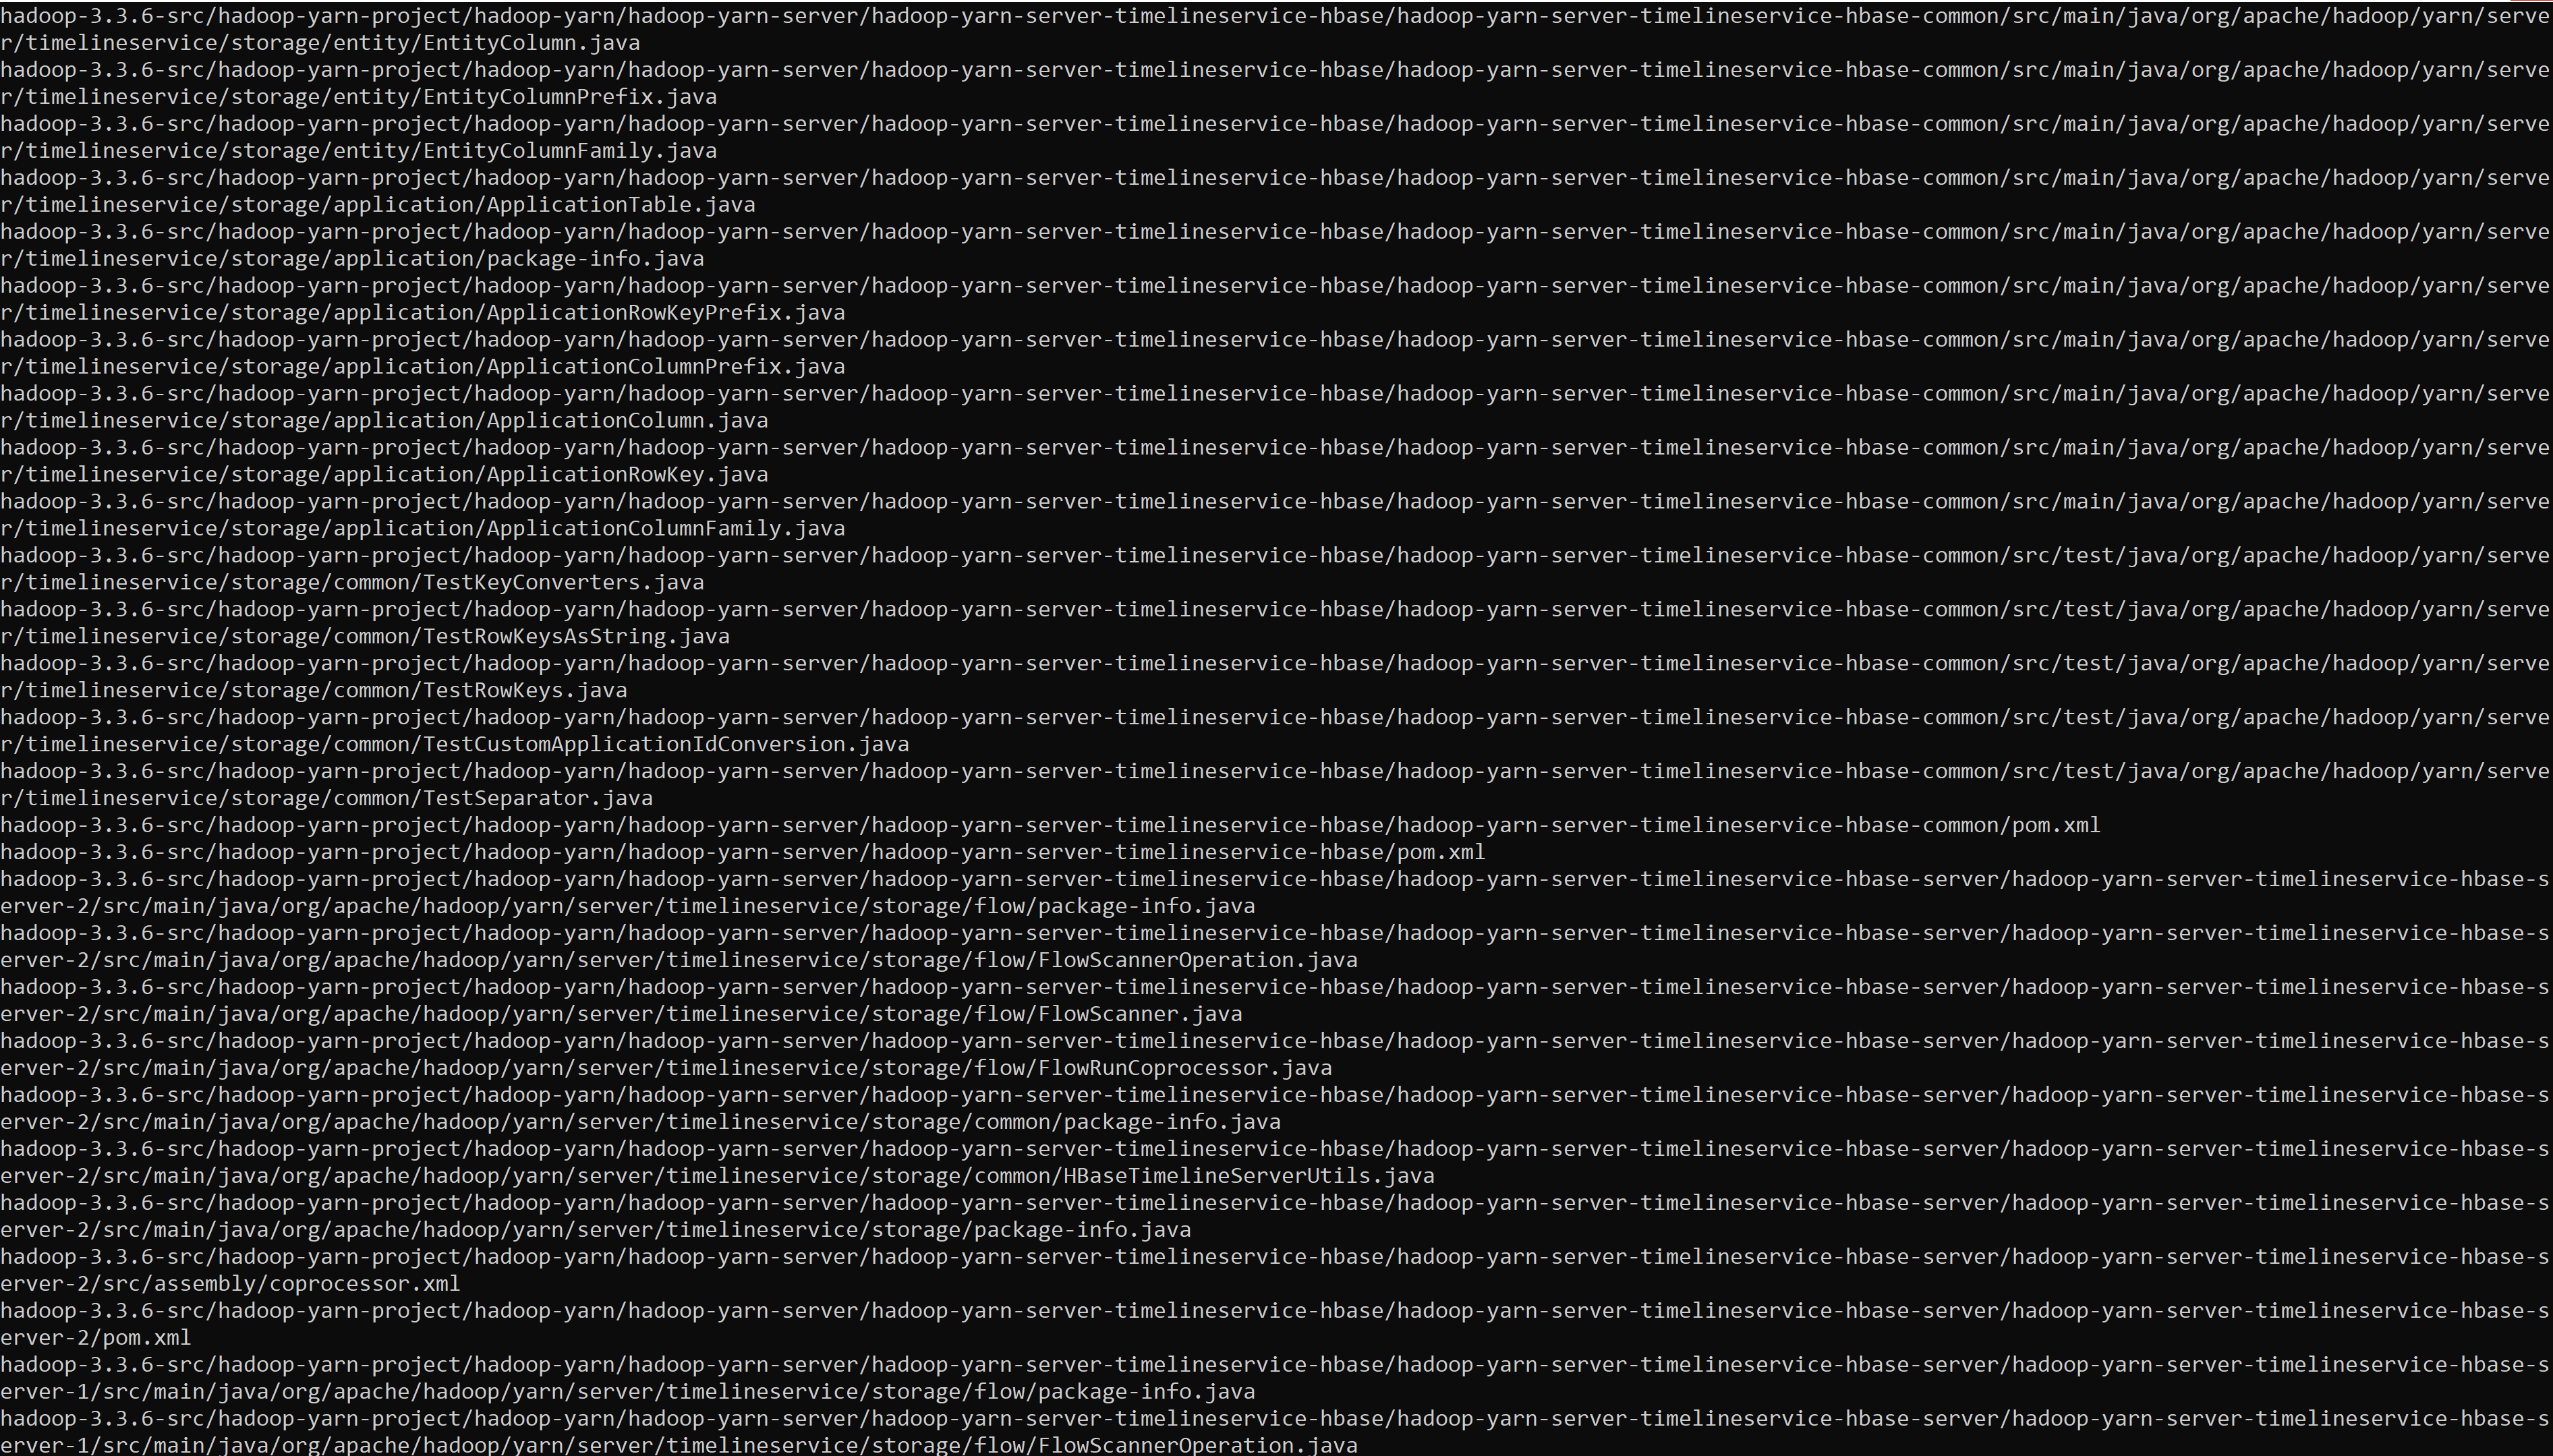 hadoop-3.3.6-src/hadoop-yarn-project/hadoop-yarn/hadoop-yarn-server/hadoop-yarn-server-timelineservice-hbase/hadoop-yarn-server-timelineservice-hbase-common/src/main/java/org/apache/hadoop/yarn/serve
r/timelineservice/storage/entity/EntityColumn.java
hadoop-3.3.6-src/hadoop-yarn-project/hadoop-yarn/hadoop-yarn-server/hadoop-yarn-server-timelineservice-hbase/hadoop-yarn-server-timelineservice-hbase-common/src/main/java/org/apache/hadoop/yarn/serve
r/timelineservice/storage/entity/EntityColumnPrefix.java
hadoop-3.3.6-src/hadoop-yarn-project/hadoop-yarn/hadoop-yarn-server/hadoop-yarn-server-timelineservice-hbase/hadoop-yarn-server-timelineservice-hbase-common/src/main/java/org/apache/hadoop/yarn/serve
r/timelineservice/storage/entity/EntityColumnFamily.java
hadoop-3.3.6-src/hadoop-yarn-project/hadoop-yarn/hadoop-yarn-server/hadoop-yarn-server-timelineservice-hbase/hadoop-yarn-server-timelineservice-hbase-common/src/main/java/org/apache/hadoop/yarn/serve
r/timelineservice/storage/application/ApplicationTable.java
hadoop-3.3.6-src/hadoop-yarn-project/hadoop-yarn/hadoop-yarn-server/hadoop-yarn-server-timelineservice-hbase/hadoop-yarn-server-timelineservice-hbase-common/src/main/java/org/apache/hadoop/yarn/serve
r/timelineservice/storage/application/package-info.java
hadoop-3.3.6-src/hadoop-yarn-project/hadoop-yarn/hadoop-yarn-server/hadoop-yarn-server-timelineservice-hbase/hadoop-yarn-server-timelineservice-hbase-common/src/main/java/org/apache/hadoop/yarn/serve
r/timelineservice/storage/application/ApplicationRowKeyPrefix.java
hadoop-3.3.6-src/hadoop-yarn-project/hadoop-yarn/hadoop-yarn-server/hadoop-yarn-server-timelineservice-hbase/hadoop-yarn-server-timelineservice-hbase-common/src/main/java/org/apache/hadoop/yarn/serve
r/timelineservice/storage/application/ApplicationColumnPrefix.java
hadoop-3.3.6-src/hadoop-yarn-project/hadoop-yarn/hadoop-yarn-server/hadoop-yarn-server-timelineservice-hbase/hadoop-yarn-server-timelineservice-hbase-common/src/main/java/org/apache/hadoop/yarn/serve
r/timelineservice/storage/application/ApplicationColumn.java
hadoop-3.3.6-src/hadoop-yarn-project/hadoop-yarn/hadoop-yarn-server/hadoop-yarn-server-timelineservice-hbase/hadoop-yarn-server-timelineservice-hbase-common/src/main/java/org/apache/hadoop/yarn/serve
r/timelineservice/storage/application/ApplicationRowKey.java
hadoop-3.3.6-src/hadoop-yarn-project/hadoop-yarn/hadoop-yarn-server/hadoop-yarn-server-timelineservice-hbase/hadoop-yarn-server-timelineservice-hbase-common/src/main/java/org/apache/hadoop/yarn/serve
r/timelineservice/storage/application/ApplicationColumnFamily.java
hadoop-3.3.6-src/hadoop-yarn-project/hadoop-yarn/hadoop-yarn-server/hadoop-yarn-server-timelineservice-hbase/hadoop-yarn-server-timelineservice-hbase-common/src/test/java/org/apache/hadoop/yarn/serve
r/timelineservice/storage/common/TestKeyConverters.java
hadoop-3.3.6-src/hadoop-yarn-project/hadoop-yarn/hadoop-yarn-server/hadoop-yarn-server-timelineservice-hbase/hadoop-yarn-server-timelineservice-hbase-common/src/test/java/org/apache/hadoop/yarn/serve
r/timelineservice/storage/common/TestRowKeysAsString.java
hadoop-3.3.6-src/hadoop-yarn-project/hadoop-yarn/hadoop-yarn-server/hadoop-yarn-server-timelineservice-hbase/hadoop-yarn-server-timelineservice-hbase-common/src/test/java/org/apache/hadoop/yarn/serve
r/timelineservice/storage/common/TestRowKeys.java
hadoop-3.3.6-src/hadoop-yarn-project/hadoop-yarn/hadoop-yarn-server/hadoop-yarn-server-timelineservice-hbase/hadoop-yarn-server-timelineservice-hbase-common/src/test/java/org/apache/hadoop/yarn/serve
r/timelineservice/storage/common/TestCustomApplicationIdConversion.java
hadoop-3.3.6-src/hadoop-yarn-project/hadoop-yarn/hadoop-yarn-server/hadoop-yarn-server-timelineservice-hbase/hadoop-yarn-server-timelineservice-hbase-common/src/test/java/org/apache/hadoop/yarn/serve
r/timelineservice/storage/common/TestSeparator.java
hadoop-3.3.6-src/hadoop-yarn-project/hadoop-yarn/hadoop-yarn-server/hadoop-yarn-server-timelineservice-hbase/hadoop-yarn-server-timelineservice-hbase-common/pom.xml
hadoop-3.3.6-src/hadoop-yarn-project/hadoop-yarn/hadoop-yarn-server/hadoop-yarn-server-timelineservice-hbase/pom.xml
hadoop-3.3.6-src/hadoop-yarn-project/hadoop-yarn/hadoop-yarn-server/hadoop-yarn-server-timelineservice-hbase/hadoop-yarn-server-timelineservice-hbase-server/hadoop-yarn-server-timelineservice-hbase-s
erver-2/src/main/java/org/apache/hadoop/yarn/server/timelineservice/storage/flow/package-info.java
hadoop-3.3.6-src/hadoop-yarn-project/hadoop-yarn/hadoop-yarn-server/hadoop-yarn-server-timelineservice-hbase/hadoop-yarn-server-timelineservice-hbase-server/hadoop-yarn-server-timelineservice-hbase-s
erver-2/src/main/java/org/apache/hadoop/yarn/server/timelineservice/storage/flow/FlowScannerOperation.java
hadoop-3.3.6-src/hadoop-yarn-project/hadoop-yarn/hadoop-yarn-server/hadoop-yarn-server-timelineservice-hbase/hadoop-yarn-server-timelineservice-hbase-server/hadoop-yarn-server-timelineservice-hbase-s
erver-2/src/main/java/org/apache/hadoop/yarn/server/timelineservice/storage/flow/FlowScanner.java
hadoop-3.3.6-src/hadoop-yarn-project/hadoop-yarn/hadoop-yarn-server/hadoop-yarn-server-timelineservice-hbase/hadoop-yarn-server-timelineservice-hbase-server/hadoop-yarn-server-timelineservice-hbase-s
erver-2/src/main/java/org/apache/hadoop/yarn/server/timelineservice/storage/flow/FlowRunCoprocessor.java
hadoop-3.3.6-src/hadoop-yarn-project/hadoop-yarn/hadoop-yarn-server/hadoop-yarn-server-timelineservice-hbase/hadoop-yarn-server-timelineservice-hbase-server/hadoop-yarn-server-timelineservice-hbase-s
erver-2/src/main/java/org/apache/hadoop/yarn/server/timelineservice/storage/common/package-info.java
hadoop-3.3.6-src/hadoop-yarn-project/hadoop-yarn/hadoop-yarn-server/hadoop-yarn-server-timelineservice-hbase/hadoop-yarn-server-timelineservice-hbase-server/hadoop-yarn-server-timelineservice-hbase-s
erver-2/src/main/java/org/apache/hadoop/yarn/server/timelineservice/storage/common/HBaseTimelineServerUtils.java
hadoop-3.3.6-src/hadoop-yarn-project/hadoop-yarn/hadoop-yarn-server/hadoop-yarn-server-timelineservice-hbase/hadoop-yarn-server-timelineservice-hbase-server/hadoop-yarn-server-timelineservice-hbase-s
erver-2/src/main/java/org/apache/hadoop/yarn/server/timelineservice/storage/package-info.java
hadoop-3.3.6-src/hadoop-yarn-project/hadoop-yarn/hadoop-yarn-server/hadoop-yarn-server-timelineservice-hbase/hadoop-yarn-server-timelineservice-hbase-server/hadoop-yarn-server-timelineservice-hbase-s
erver-2/src/assembly/coprocessor.xml
hadoop-3.3.6-src/hadoop-yarn-project/hadoop-yarn/hadoop-yarn-server/hadoop-yarn-server-timelineservice-hbase/hadoop-yarn-server-timelineservice-hbase-server/hadoop-yarn-server-timelineservice-hbase-s
erver-2/pom.xml
hadoop-3.3.6-src/hadoop-yarn-project/hadoop-yarn/hadoop-yarn-server/hadoop-yarn-server-timelineservice-hbase/hadoop-yarn-server-timelineservice-hbase-server/hadoop-yarn-server-timelineservice-hbase-s
erver-1/src/main/java/org/apache/hadoop/yarn/server/timelineservice/storage/flow/package-info.java
hadoop-3.3.6-src/hadoop-yarn-project/hadoop-yarn/hadoop-yarn-server/hadoop-yarn-server-timelineservice-hbase/hadoop-yarn-server-timelineservice-hbase-server/hadoop-yarn-server-timelineservice-hbase-s
erver-1/src/main/java/org/apache/hadoop/yarn/server/timelineservice/storage/flow/FlowScannerOperation.java